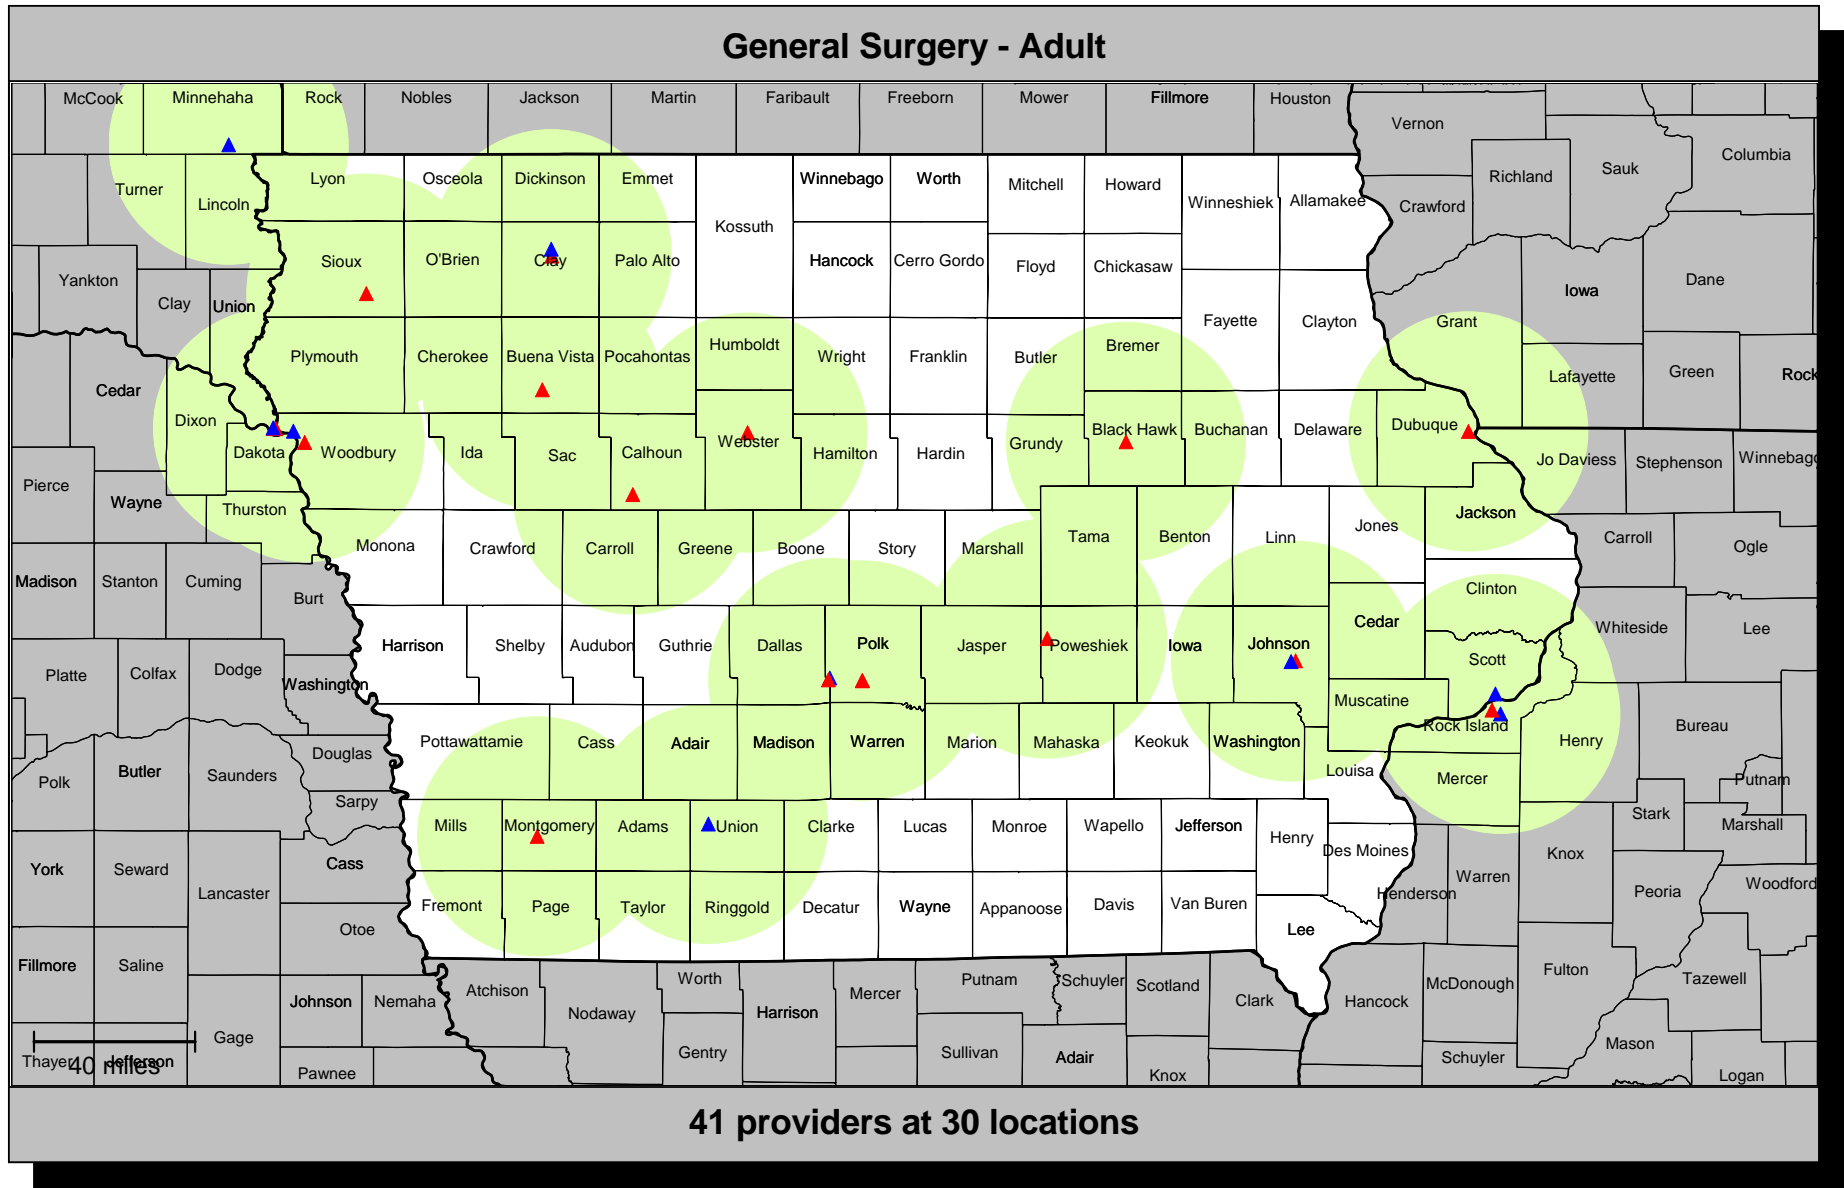 General Surgery - Adult
McCook Minnehaha Rock Nobles Jackson Martin Faribault Freeborn Mower Fillmore Houston
Vernon Columbia
Richland Sauk
Turner Lincoln Lyon Osceola Dickinson Emmet Winnebago Worth Mitchell Howard
Winneshiek Allamakee Crawford
Kossuth
Yankton Sioux O'Brien Clay Palo Alto Hancock Cerro Gordo Floyd Chickasaw Dane
Clay Union Iowa
Fayette Clayton Grant
Plymouth Cherokee Buena Vista Pocahontas Humboldt Wright Franklin Butler Bremer
Cedar Lafayette Green Rock
Dixon Webster Black Hawk Buchanan Delaware Dubuque
Dakota Woodbury Ida Sac Calhoun Hamilton Hardin Grundy Jo Daviess Stephenson Winnebago
Pierce Wayne
Thurston Jones Jackson
Monona Crawford Carroll Greene Boone Story Marshall Tama Benton Linn Carroll Ogle
Madison Stanton Cuming Clinton
Burt Whiteside Lee
Harrison Shelby Audubon Guthrie Dallas Polk Jasper Poweshiek Iowa Johnson Cedar Scott
Platte Colfax Dodge
Washington Muscatine
Rock Island Henry Bureau
Pottawattamie Cass Adair Madison Warren Marion Mahaska Keokuk Washington
Douglas Louisa Mercer
Polk Butler Saunders Putnam
Sarpy Stark
Mills Montgomery Adams Union Clarke Lucas Monroe Wapello Jefferson Henry Marshall
Des Moines Knox
York Seward Cass
Lancaster Henderson Warren Peoria Woodford
Fremont Page Taylor Ringgold Decatur Wayne Appanoose Davis Van Buren
Otoe Lee
Fillmore Saline Fulton
Worth Putnam Schuyler Scotland McDonough Tazewell
Johnson Nemaha Atchison Mercer Clark Hancock
Nodaway Harrison
Gage Gentry Sullivan Adair Schuyler Mason
Thayer Jefferson
40 miles
Pawnee Knox Logan
41 providers at 30 locations